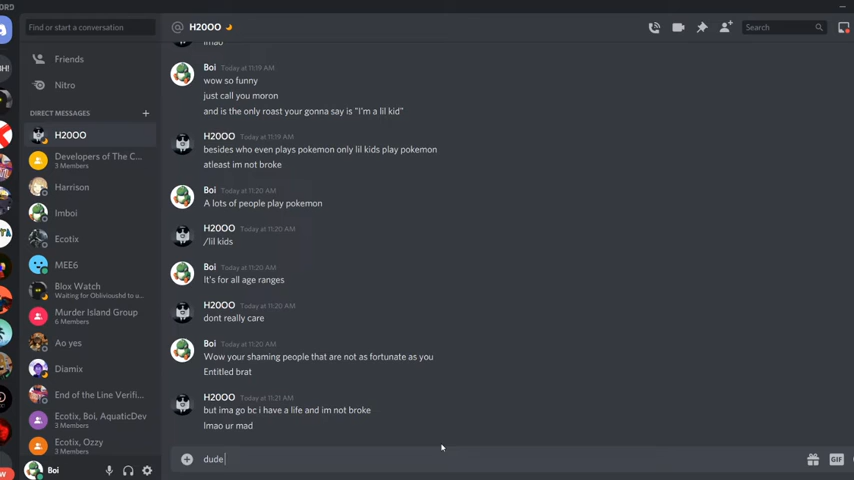 Find or start a conversation
H2OOO
Search
Friends
Nitro
DIRECT MESSAGES
H2OOO
Developers of The C...
3 Members
Harrison
Imboi
Ecotix
MEE6
Blox Watch
Waiting for Oblivioushd to u...
Murder Island Group
6 Members
Ao yes
Diamix
End of the Line Verifi...
Ecotix, Boi, AquaticDev
3 Members
Ecotix, Ozzy
2 Members
Boi
lmao
Boi Today at 11:19 AM
wow so funny
just call you moron
and is the only roast your gonna say is "I'm a lil kid"
H2OOO Today at 11:19 AM
besides who even plays pokemon only lil kids play pokemon
atleast im not broke
Boi Today at 11:20 AM
A lots of people play pokemon
H2OOO Today at 11:20 AM
/lil kids
Boi Today at 11:20 AM
It's for all age ranges
H2OOO Today at 11:20 AM
dont really care
Boi Today at 11:20 AM
Wow your shaming people that are not as fortunate as you
Entitled brat
H2OOO Today at 11:21 AM
but ima go bc i have a life and im not broke
lmao ur mad
dude
GIF